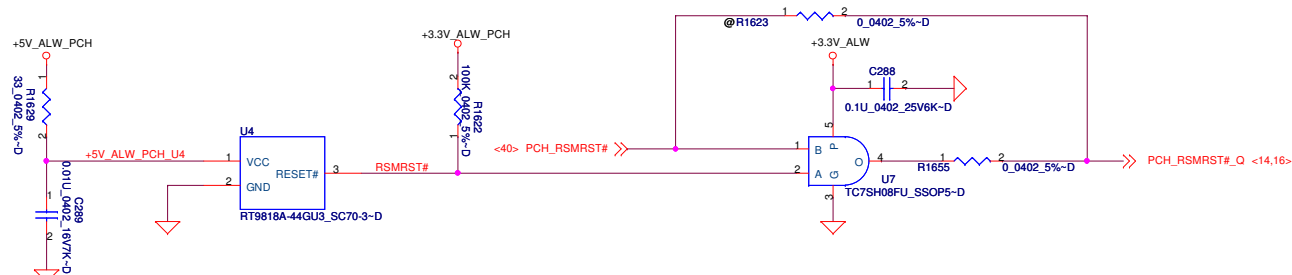 @R1623
1
2
0_0402_5%~D
+5V_ALW_PCH
+3.3V_ALW_PCH
+3.3V_ALW
1
2
R1629
33_0402_5%~D
2
1
R1622
100K_0402_5%~D
C288
1
2
0.1U_0402_25V6K~D
U4
+5V_ALW_PCH_U4
1
VCC
2
GND
RESET#
3
RSMRST#
RT9818A-44GU3_SC70-3~D
<40> PCH_RSMRST#
1
B
2
A
P
5
G
3
O
4
U7
TC7SH08FU_SSOP5~D
R1655
1
2
0_0402_5%~D
PCH_RSMRST#_Q <14,16>
1
2
C289
0.01U_0402_16V7K~D